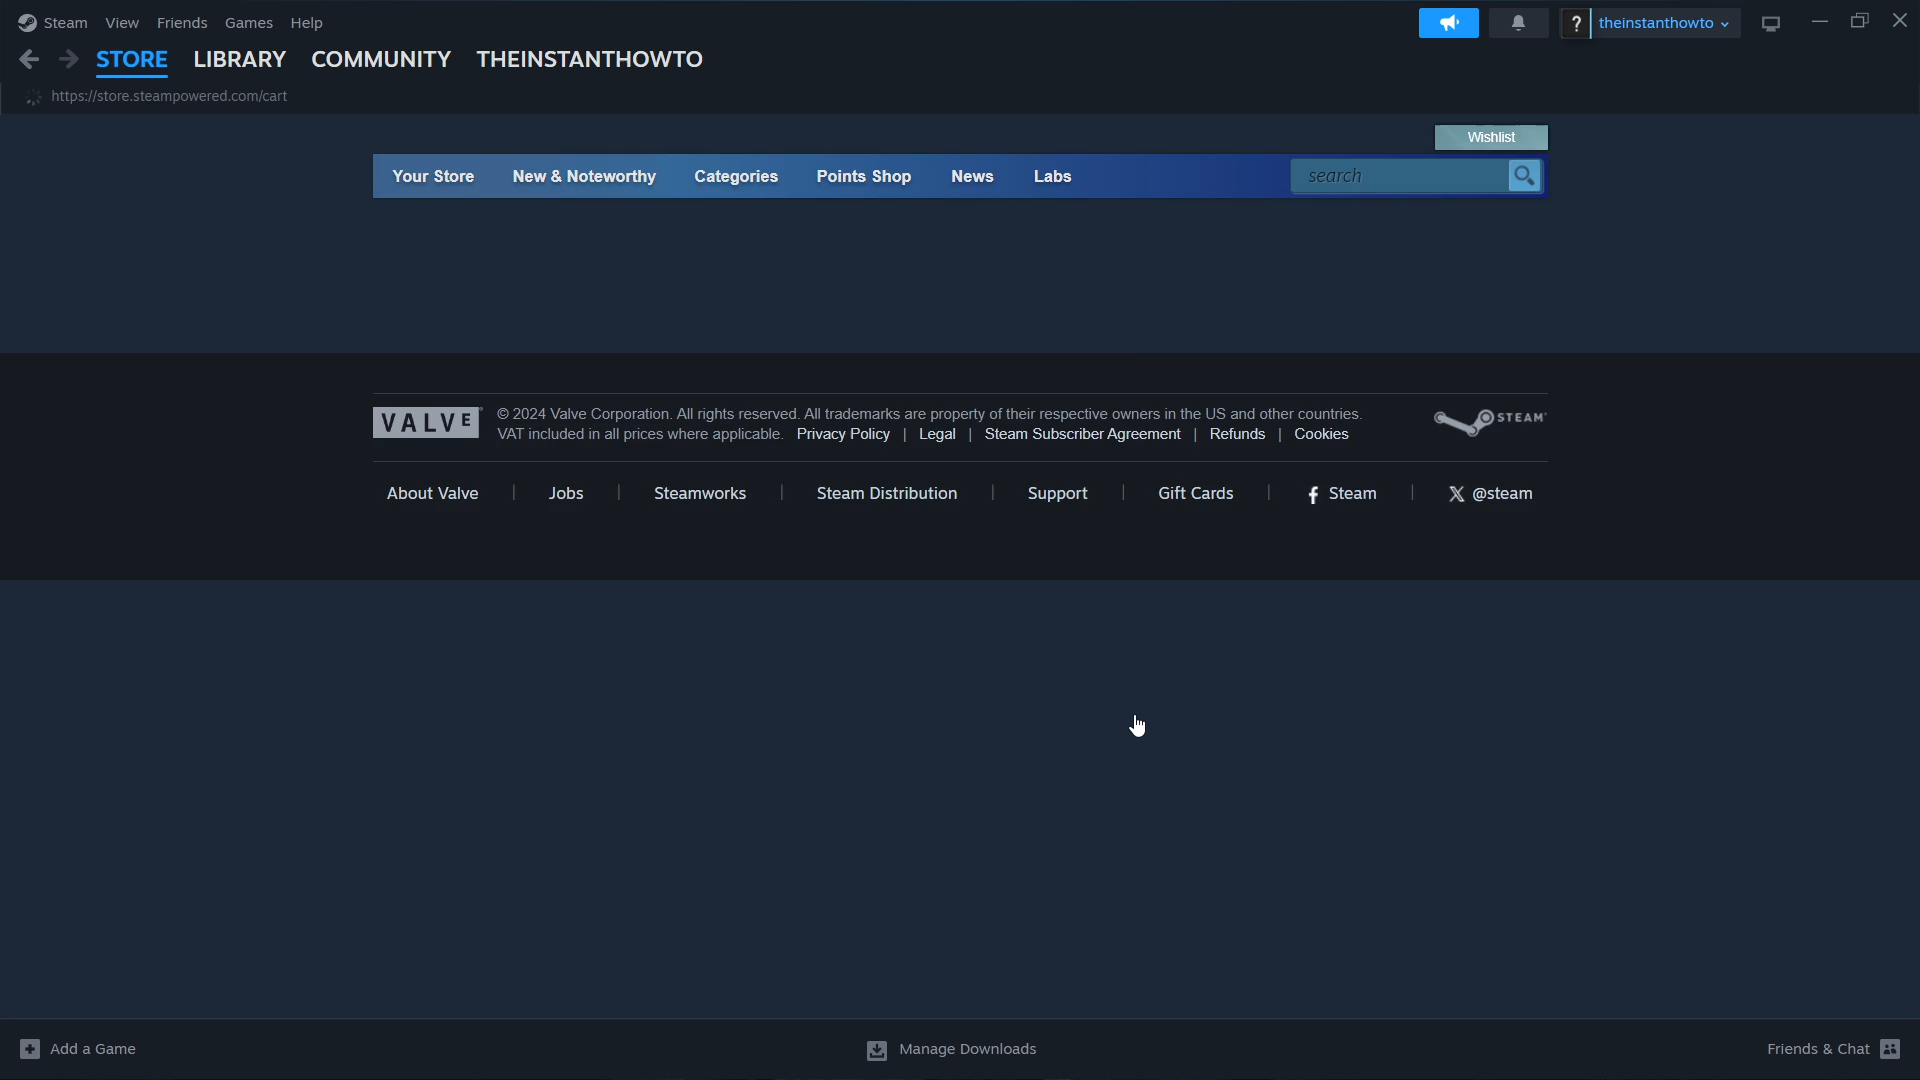 Steam View Friends Games Help
? theinstanthowto
STORE LIBRARY COMMUNITY THEINSTANTHOWTO
https://store.steampowered.com/cart
Wishlist
Your Store New & Noteworthy Categories Points Shop News Labs search
VALVE © 2024 Valve Corporation. All rights reserved. All trademarks are property of their respective owners in the US and other countries. STEAM
VAT included in all prices where applicable. Privacy Policy | Legal | Steam Subscriber Agreement | Refunds | Cookies
About Valve | Jobs | Steamworks | Steam Distribution | Support | Gift Cards | f Steam | X @steam
Add a Game Manage Downloads Friends & Chat